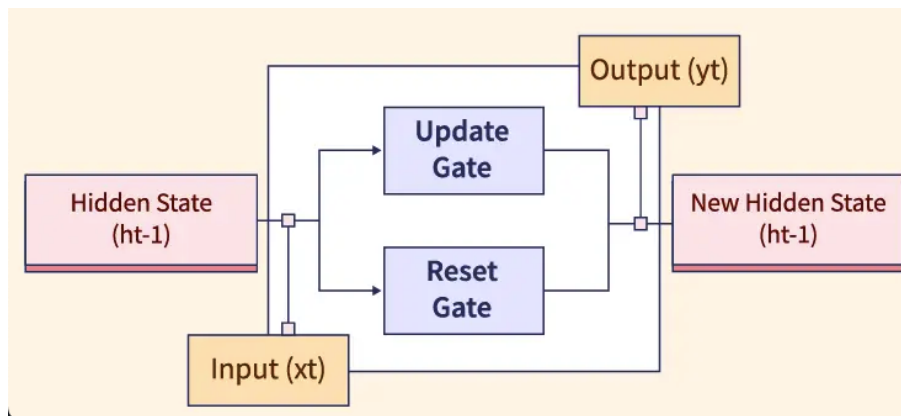 Output (yt)
Update
Gate
Hidden State
(ht-1)
New Hidden State
(ht-1)
Reset
Gate
Input (xt)